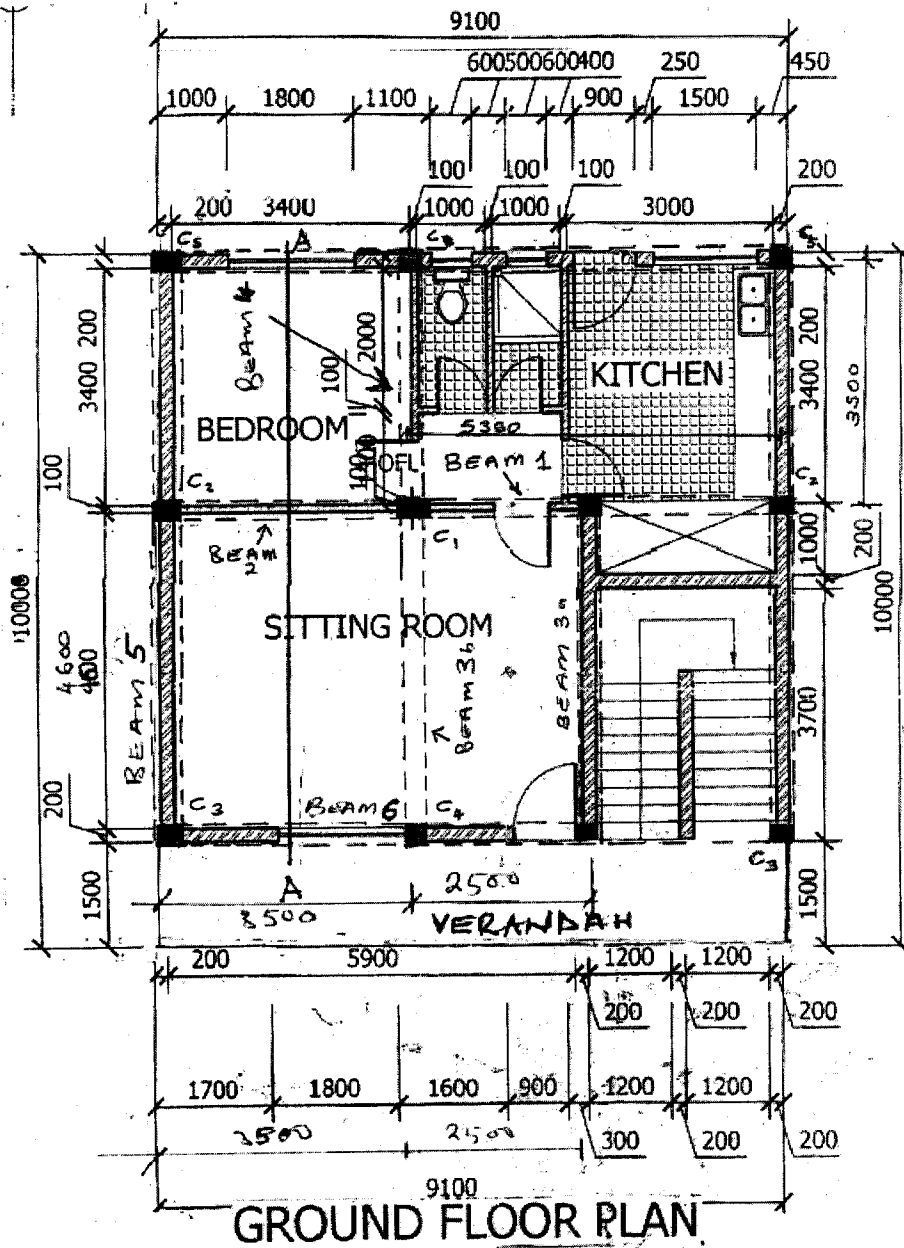 9100
600500600400 250 450
1000 1800 1100 900 1500
100 100 100 200
200 3400 1000 1000 3000
C5 A
BEAM 4
200 3400 100
2000
100
BEDROOM
KITCHEN
5300
OFL
BEAM 1
C2
BEAM 2
C1
200
3400
3500
1000
200
SITTING ROOM
10000
4600
BEAM 5
BEAM 3b
BEAM 3a
3700
10000
200
C3
BEAM 6
C4
C3
1500
A
3500
2500
VERANDAH
1500
200 5900 1200 1200
200 200 200
1700 1800 1600 900 1200 1200
3500 2500 300 200 200
9100
GROUND FLOOR PLAN